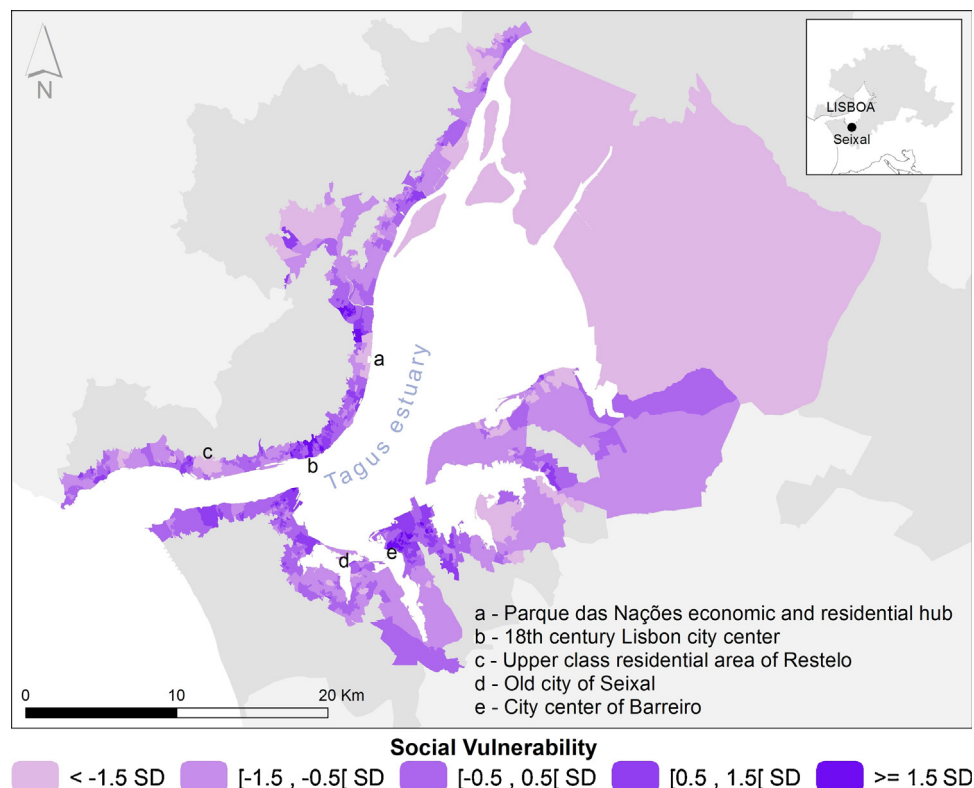 N
LISBOA
Seixal
a
Tagus estuary
c
b
d
e
a - Parque das Nações economic and residential hub
b - 18th century Lisbon city center
c - Upper class residential area of Restelo
d - Old city of Seixal
e - City center of Barreiro
0 10 20 Km
Social Vulnerability
< -1.5 SD [-1.5 , -0.5[ SD [-0.5 , 0.5[ SD [0.5 , 1.5[ SD >= 1.5 SD